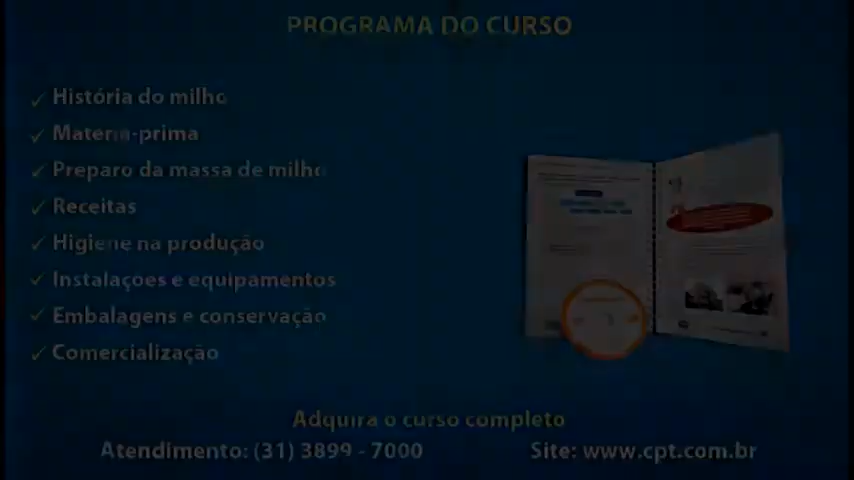 PROGRAMA DO CURSO
✓ História do milho
✓ Matéria-prima
✓ Preparo da massa de milho
✓ Receitas
✓ Higiene na produção
✓ Instalações e equipamentos
✓ Embalagens e conservação
✓ Comercialização
Adquira o curso completo
Atendimento: (31) 3899 - 7000
Site: www.cpt.com.br